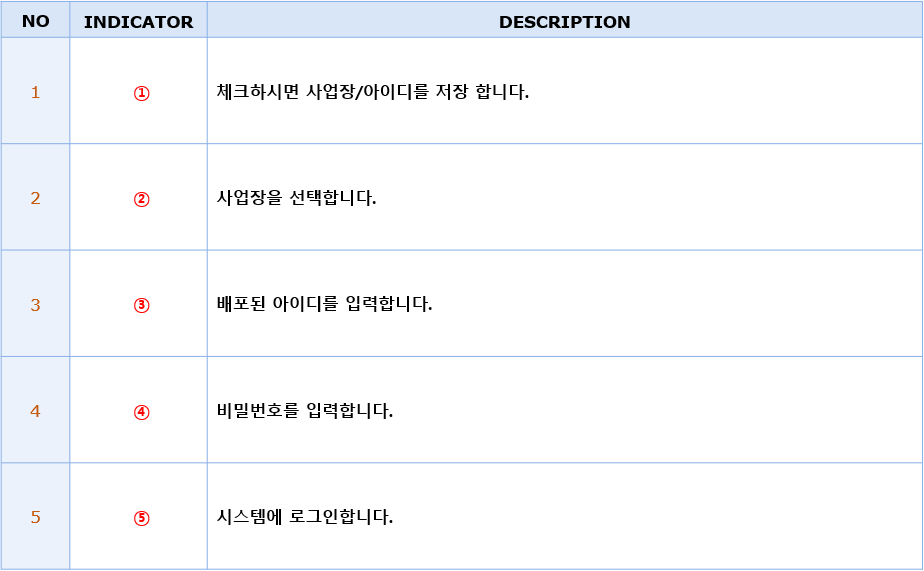 NO INDICATOR DESCRIPTION
1 ① 체크하시면 사업장/아이디를 저장 합니다.
2 ② 사업장을 선택합니다.
3 ③ 배포된 아이디를 입력합니다.
4 ④ 비밀번호를 입력합니다.
5 ⑤ 시스템에 로그인합니다.